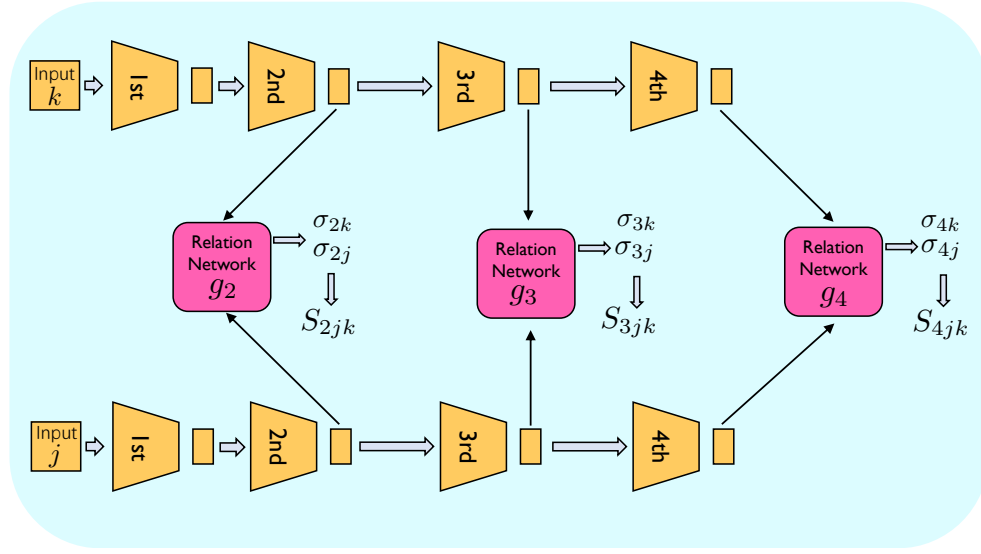 Input
k
1st
2nd
3rd
4th
Relation
Network
g₂
σ₂ₖ
σ₂ⱼ
S₂ⱼₖ
Relation
Network
g₃
σ₃ₖ
σ₃ⱼ
S₃ⱼₖ
Relation
Network
g₄
σ₄ₖ
σ₄ⱼ
S₄ⱼₖ
Input
j
1st
2nd
3rd
4th